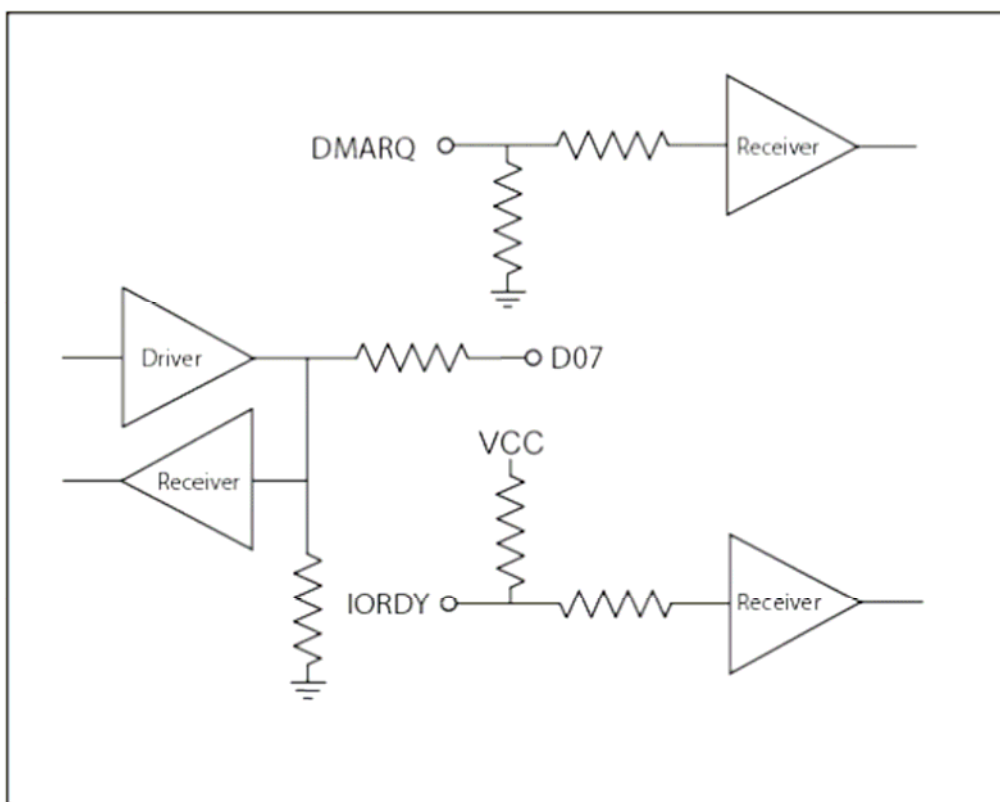 DMARQ
Receiver
Driver
D07
Receiver
VCC
IORDY
Receiver